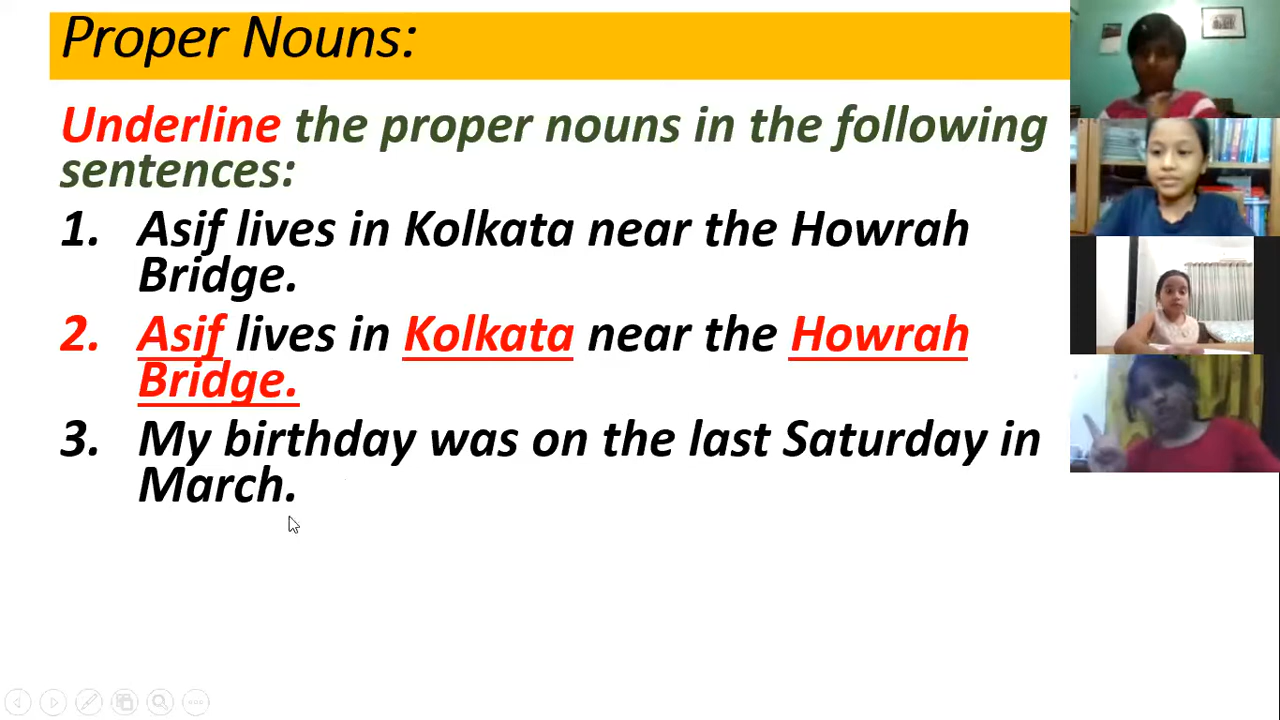 Proper Nouns:
Underline the proper nouns in the following
sentences:
1. Asif lives in Kolkata near the Howrah
Bridge.
2. Asif lives in Kolkata near the Howrah
Bridge.
3. My birthday was on the last Saturday in
March.